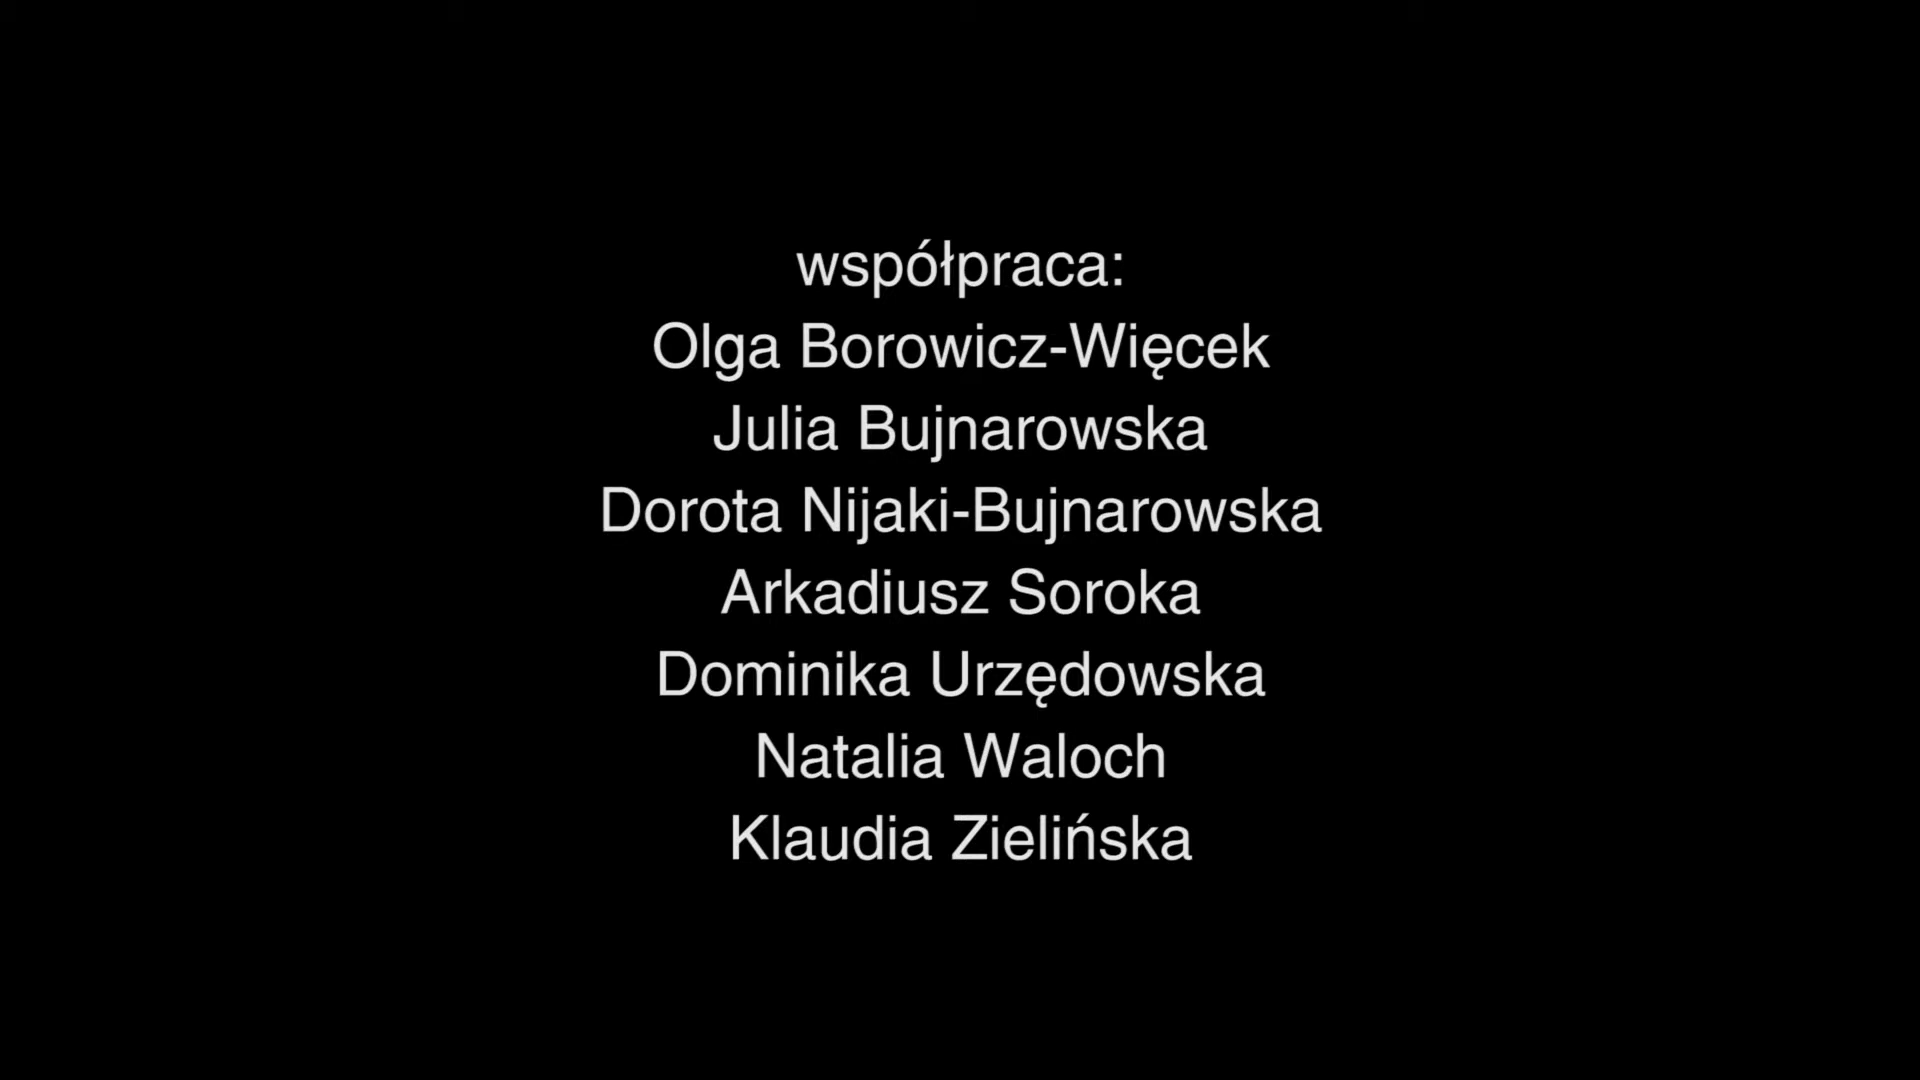 współpraca:
Olga Borowicz-Więcek
Julia Bujnarowska
Dorota Nijaki-Bujnarowska
Arkadiusz Soroka
Dominika Urzędowska
Natalia Waloch
Klaudia Zielińska